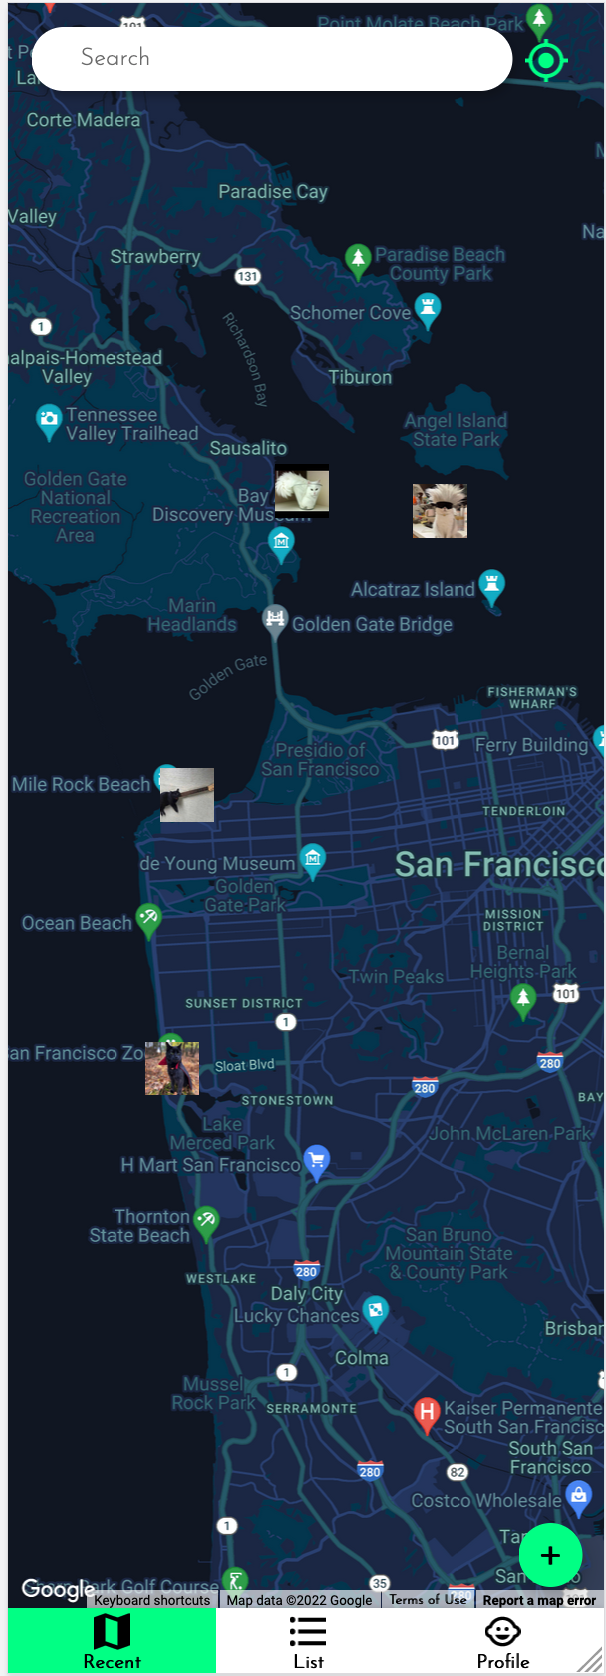 101
Point Molate Beach Park
Search
Corte Madera
Paradise Cay
Valley
Strawberry
131
Paradise Beach
County Park
Schomer Cove
1
Richardson Bay
alpais-Homestead
Valley
Tiburon
Tennessee
Valley Trailhead
Angel Island
State Park
Sausalito
Golden Gate
National
Recreation
Area
Bay
Discovery Museum
M
Alcatraz Island
Marin
Headlands
Golden Gate Bridge
Golden Gate
FISHERMAN'S
WHARF
101
Presidio of
San Francisco
Ferry Building
Mile Rock Beach
TENDERLOIN
de Young Museum
M
San Francisco
Golden
Gate Park
Ocean Beach
MISSION
DISTRICT
Bernal
Heights Park
Twin Peaks
101
SUNSET DISTRICT
1
San Francisco Zo
Sloat Blvd
280
280
STONESTOWN
BAY
Lake
Merced Park
John McLaren Park
H Mart San Francisco
Thornton
State Beach
San Bruno
Mountain State
& County Park
280
WESTLAKE
Daly City
Lucky Chances
Brisban
Colma
1
Mussel
Rock Park
SERRAMONTE
H
Kaiser Permanente
South San Francisc
South San
Francisco
280
82
Costco Wholesale
1
Tan
+
San
Park Golf Course
35
280
Google
Keyboard shortcuts
Map data ©2022 Google
Terms of Use
Report a map error
Recent
List
Profile